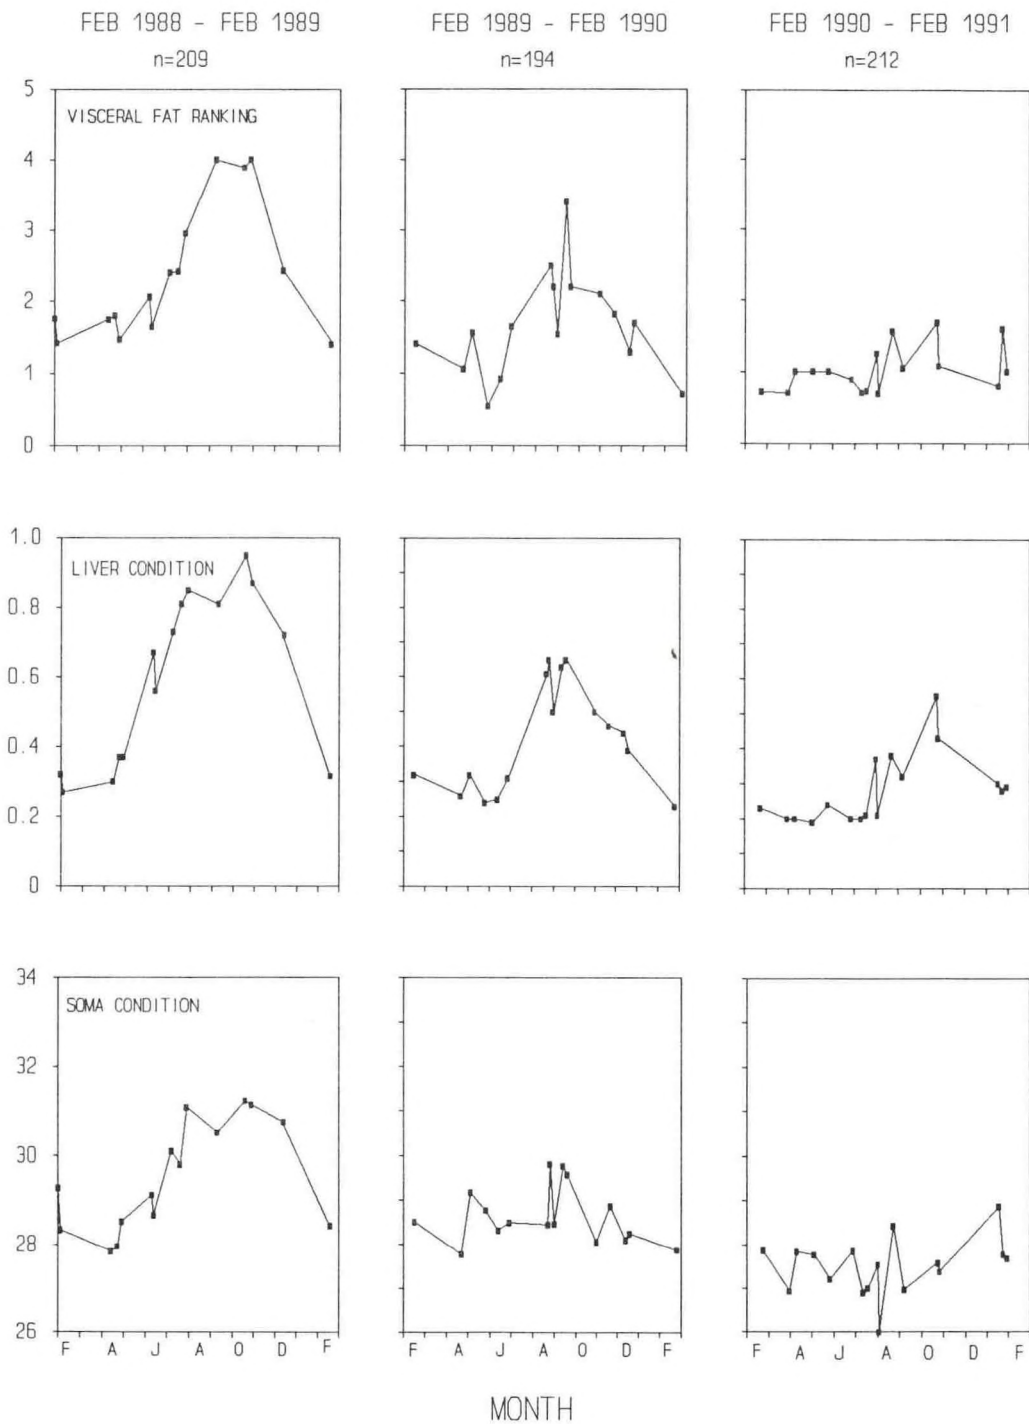 FEB 1988 - FEB 1989 FEB 1989 - FEB 1990 FEB 1990 - FEB 1991
n=209 n=194 n=212
5
VISCERAL FAT RANKING
4
3
2
1
0
1.0
LIVER CONDITION
0.8
0.6
0.4
0.2
0
34
SOMA CONDITION
32
30
28
26
F A J A O D F F A J A O D F F A J A O D F
MONTH